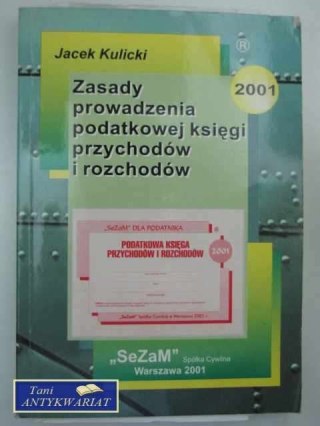 Jacek Kulicki
®
2001
Zasady
prowadzenia
podatkowej księgi
przychodów
i rozchodów
„SeZaM" DLA PODATNIKA
®
PODATKOWA KSIĘGA
PRZYCHODÓW I ROZCHODÓW
2001
„SeZaM" Spółka Cywilna
Warszawa 2001
Tani
ANTYKWARIAT